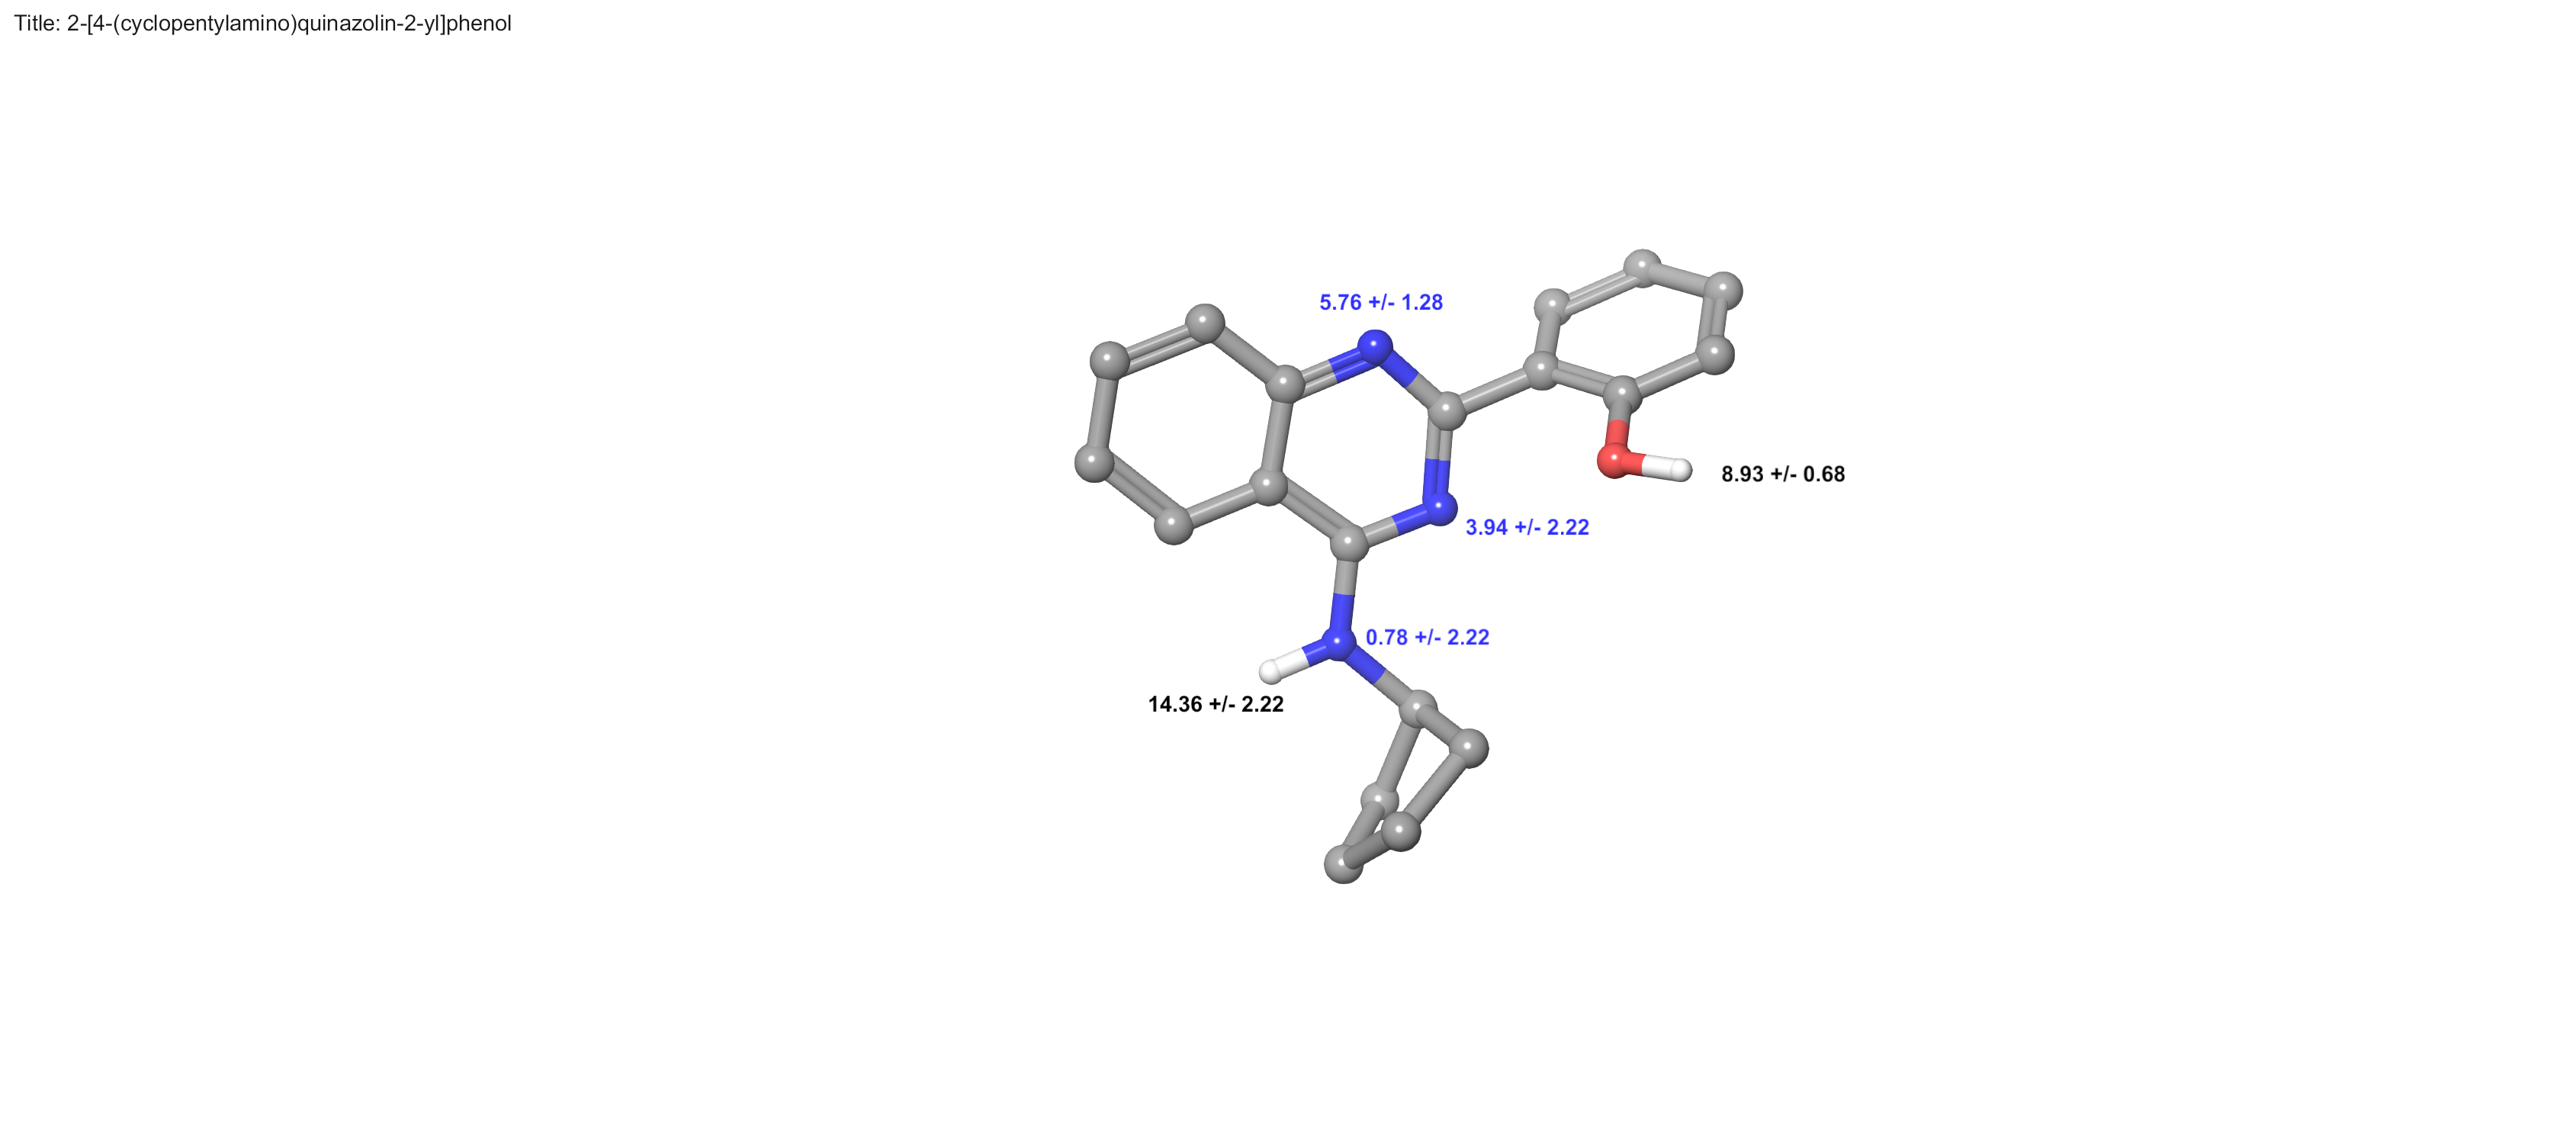 Title: 2-[4-(cyclopentylamino)quinazolin-2-yl]phenol
5.76 +/- 1.28
8.93 +/- 0.68
3.94 +/- 2.22
0.78 +/- 2.22
14.36 +/- 2.22